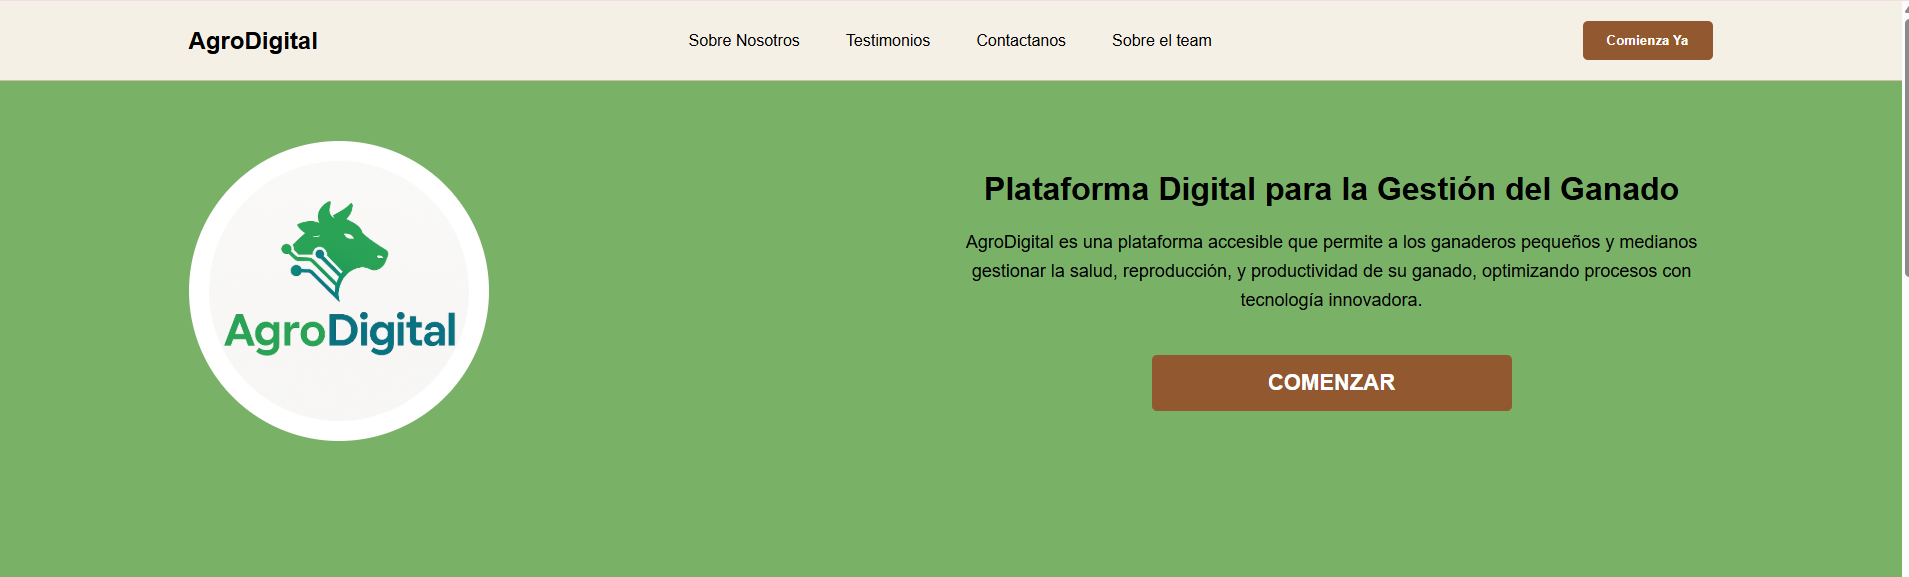 AgroDigital
Sobre Nosotros
Testimonios
Contactanos
Sobre el team
Comienza Ya
AgroDigital
Plataforma Digital para la Gestión del Ganado
AgroDigital es una plataforma accesible que permite a los ganaderos pequeños y medianos
gestionar la salud, reproducción, y productividad de su ganado, optimizando procesos con
tecnología innovadora.
COMENZAR